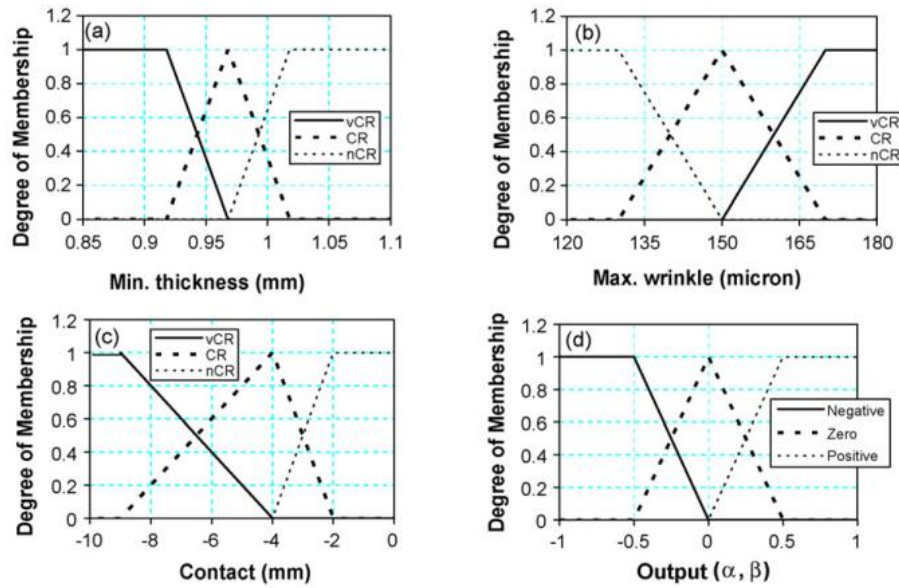 (a)
Degree of Membership
1.2
1
0.8
0.6
0.4
0.2
0
0.85 0.9 0.95 1 1.05 1.1
vCR
CR
nCR
Min. thickness (mm)
(b)
Degree of Membership
1.2
1
0.8
0.6
0.4
0.2
0
120 135 150 165 180
vCR
CR
nCR
Max. wrinkle (micron)
(c)
Degree of Membership
1.2
1
0.8
0.6
0.4
0.2
0
-10 -8 -6 -4 -2 0
vCR
CR
nCR
Contact (mm)
(d)
Degree of Membership
1.2
1
0.8
0.6
0.4
0.2
0
-1 -0.5 0 0.5 1
Negative
Zero
Positive
Output (α, β)